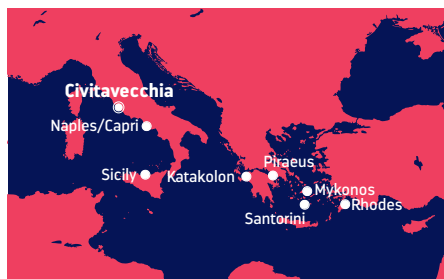 Civitavecchia
Naples/Capri
Sicily
Katakolon
Piraeus
Mykonos
Santorini
Rhodes